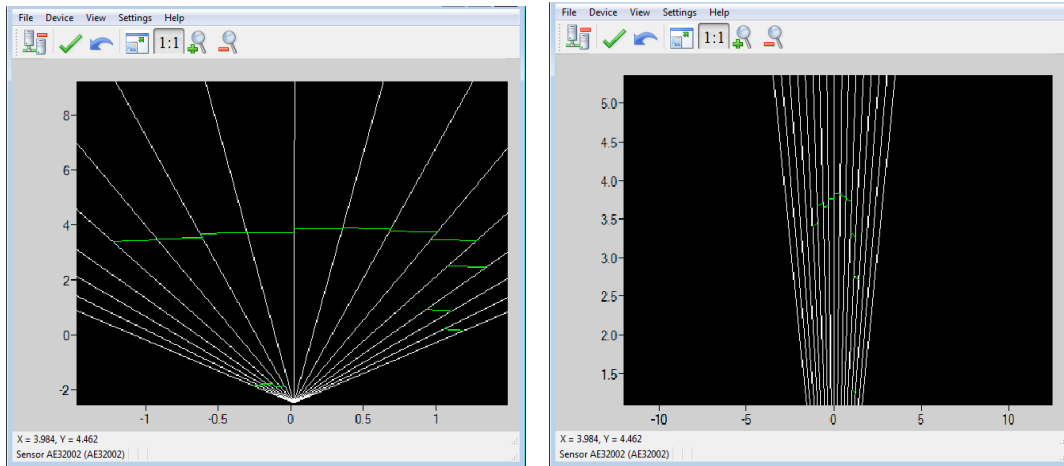 File Device View Settings Help
1:1
8
6
4
2
0
-2
-1 -0.5 0 0.5 1
X = 3.984, Y = 4.462
Sensor AE32002 (AE32002)
File Device View Settings Help
1:1
5.0
4.5
4.0
3.5
3.0
2.5
2.0
1.5
-10 -5 0 5 10
X = 3.984, Y = 4.462
Sensor AE32002 (AE32002)